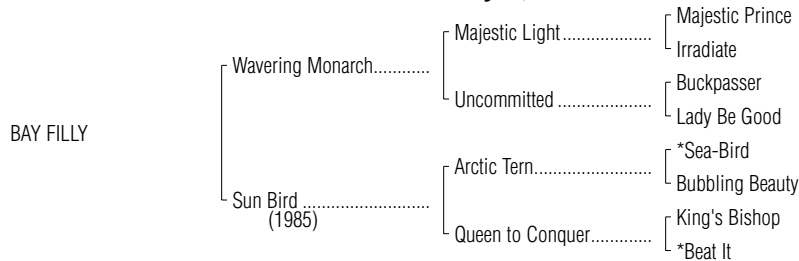 Majestic Prince
Majestic Light....................
Irradiate
Wavering Monarch............
Buckpasser
Uncommitted .....................
Lady Be Good
BAY FILLY
*Sea-Bird
Arctic Tern..........................
Bubbling Beauty
Sun Bird ............................
(1985)
King's Bishop
Queen to Conquer.............
*Beat It